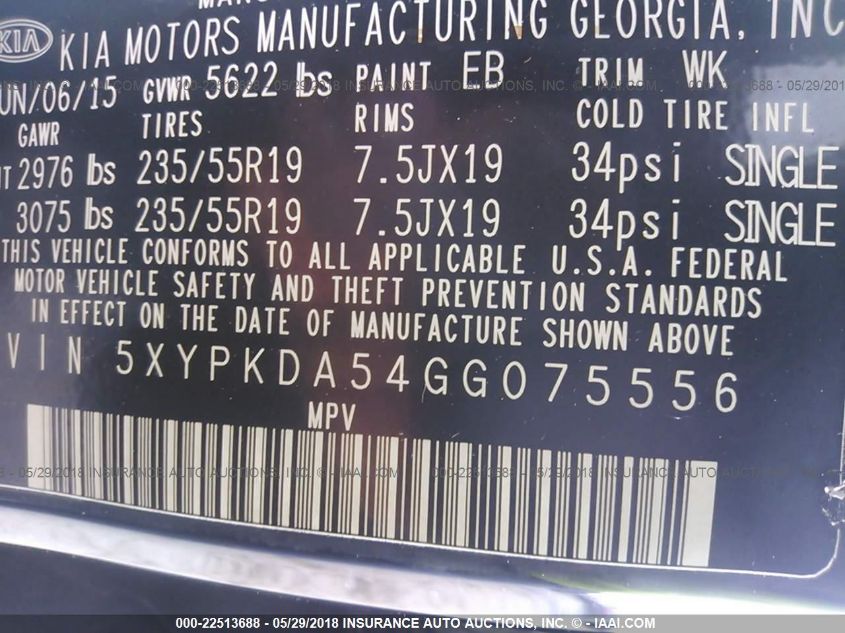 KIA KIA MOTORS MANUFACTURING GEORGIA, INC
UN/06/15 GVWR 5622 lbs PAINT EB TRIM WK
GAWR TIRES RIMS COLD TIRE INFL
2976 lbs 235/55R19 7.5JX19 34psi SINGLE
3075 lbs 235/55R19 7.5JX19 34psi SINGLE
THIS VEHICLE CONFORMS TO ALL APPLICABLE U.S.A. FEDERAL
MOTOR VEHICLE SAFETY AND THEFT PREVENTION STANDARDS
IN EFFECT ON THE DATE OF MANUFACTURE SHOWN ABOVE
VIN 5XYPKDA54GG075556
MPV
000-22513688 - 05/29/2018 INSURANCE AUTO AUCTIONS, INC. © - IAAI.COM